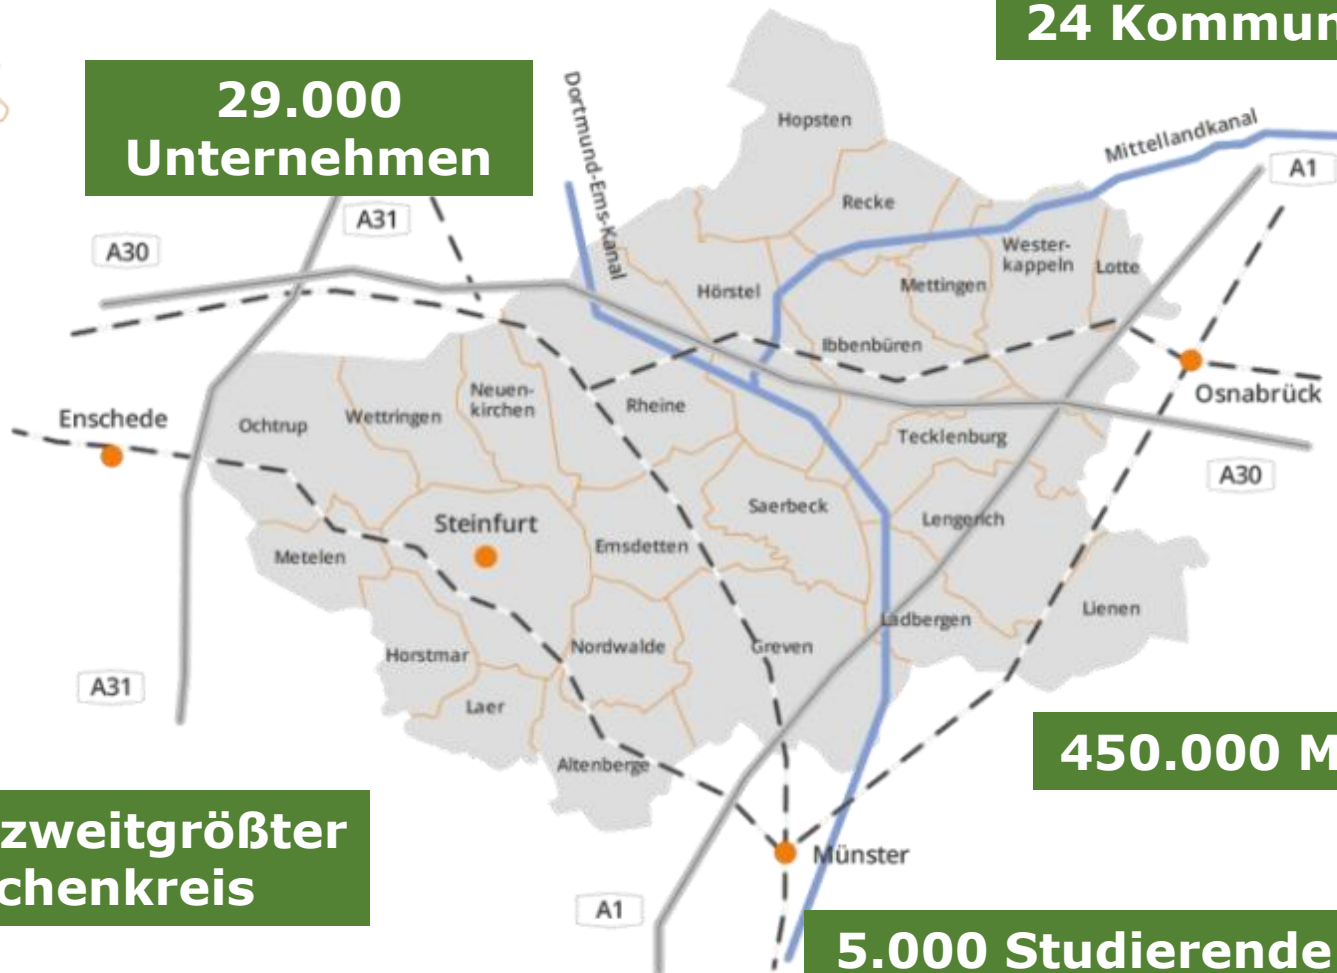 24 Kommun
29.000
Unternehmen
Dortmund-Ems-Kanal
Hopsten
Mittellandkanal
A1
A31
A30
Recke
Wester-
kappeln
Lotte
Hörstel
Mettingen
Ibbenbüren
Osnabrück
Neuen-
kirchen
Enschede
Ochtrup
Wettringen
Rheine
Tecklenburg
A30
Saerbeck
Lengerich
Steinfurt
Emsdetten
Metelen
Lienen
Ladbergen
Horstmar
Nordwalde
Greven
A31
Laer
450.000 M
Altenberge
zweitgrößter
chenkreis
Münster
A1
5.000 Studierende